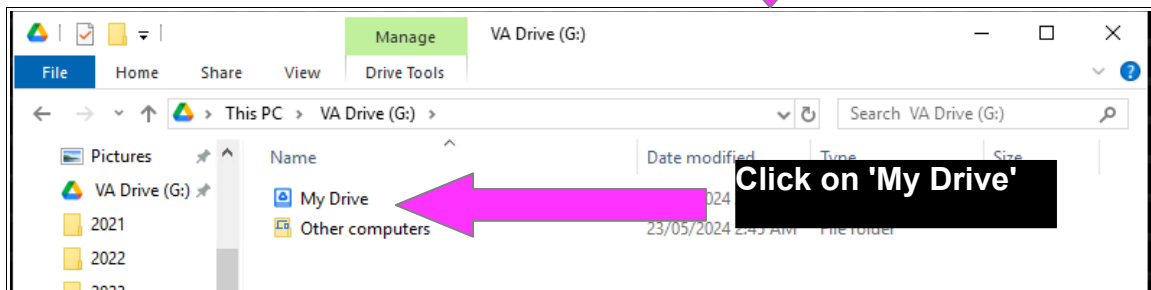 Manage VA Drive (G:)
File Home Share View Drive Tools
This PC > VA Drive (G:) > Search VA Drive (G:)
Pictures Name Date modified Type Size
Click on 'My Drive'
VA Drive (G:) My Drive
2021 Other computers 23/05/2024 2:45 AM File folder
2022